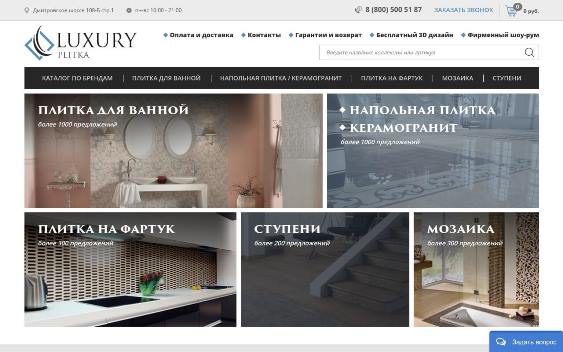 Дмитровское шоссе 108-Б стр.1
пн-вс 10:00 - 21:00
8 (800) 500 51 87
ЗАКАЗАТЬ ЗВОНОК
0
0 руб.
LUXURY
PLITKA
Оплата и доставка
Контакты
Гарантии и возврат
Бесплатный 3D дизайн
Фирменный шоу-рум
Введите название коллекции или артикул
КАТАЛОГ ПО БРЕНДАМ
ПЛИТКА ДЛЯ ВАННОЙ
НАПОЛЬНАЯ ПЛИТКА / КЕРАМОГРАНИТ
ПЛИТКА НА ФАРТУК
МОЗАИКА
СТУПЕНИ
ПЛИТКА ДЛЯ ВАННОЙ
более 1000 предложений
НАПОЛЬНАЯ ПЛИТКА
КЕРАМОГРАНИТ
более 1000 предложений
ПЛИТКА НА ФАРТУК
более 300 предложений
СТУПЕНИ
более 200 предложений
МОЗАИКА
более 300 предложений
Задать вопрос